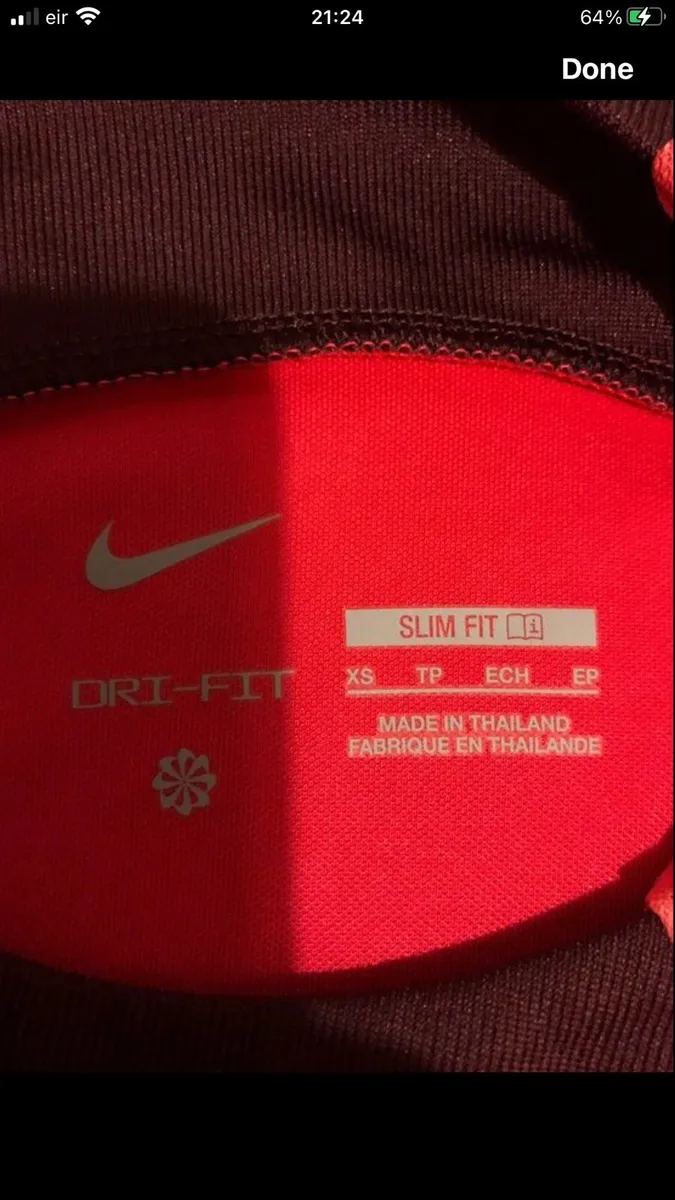 eir 21:24 64%
Done
SLIM FIT
XS TP ECH EP
DRI-FIT
MADE IN THAILAND
FABRIQUE EN THAILANDE